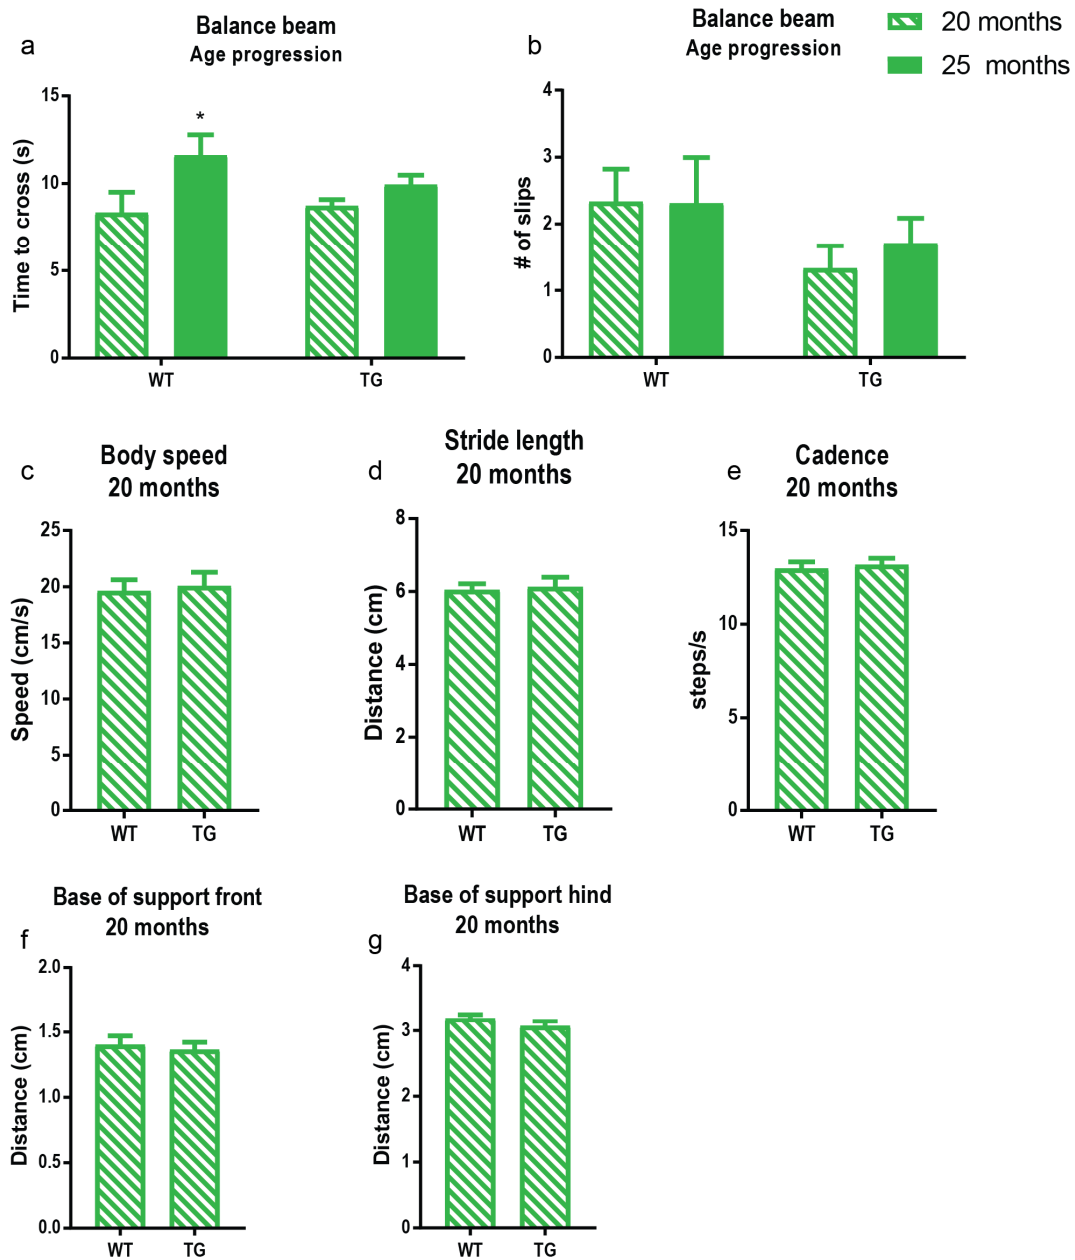 a
Balance beam
Age progression
15
10
5
0
Time to cross (s)
*
WT
TG
b
Balance beam
Age progression
20 months
25 months
4
3
2
1
0
# of slips
WT
TG
c
Body speed
20 months
25
20
15
10
5
0
Speed (cm/s)
WT
TG
d
Stride length
20 months
8
6
4
2
0
Distance (cm)
WT
TG
e
Cadence
20 months
15
10
5
0
steps/s
WT
TG
f
Base of support front
20 months
2.0
1.5
1.0
0.5
0.0
Distance (cm)
WT
TG
g
Base of support hind
20 months
4
3
2
1
0
Distance (cm)
WT
TG